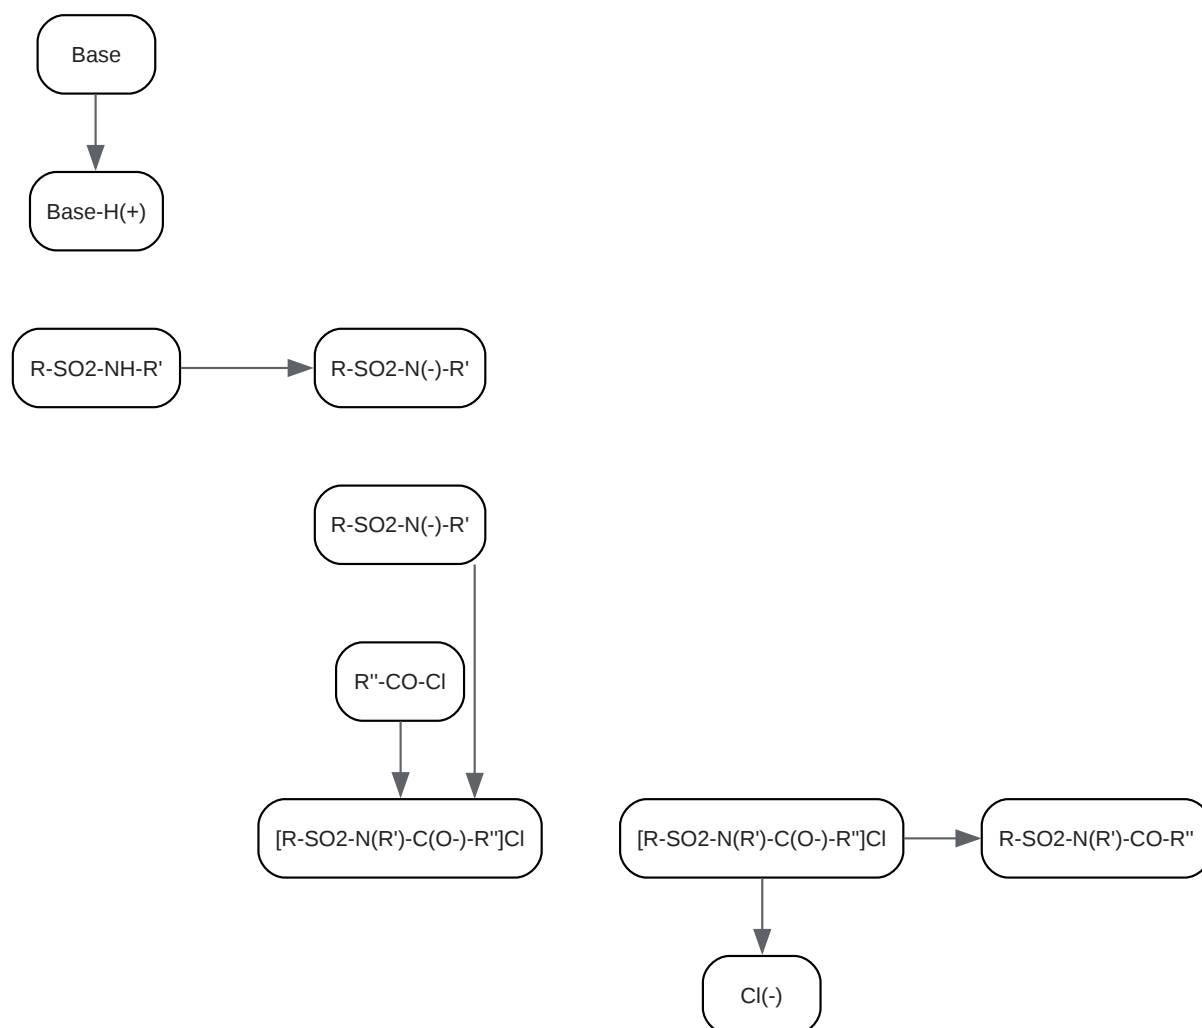 Base
Base-H(+)
R-SO2-NH-R'
R-SO2-N(-)-R'
R-SO2-N(-)-R'
R''-CO-Cl
[R-SO2-N(R')-C(O-)-R'']Cl
[R-SO2-N(R')-C(O-)-R'']Cl
R-SO2-N(R')-CO-R''
Cl(-)